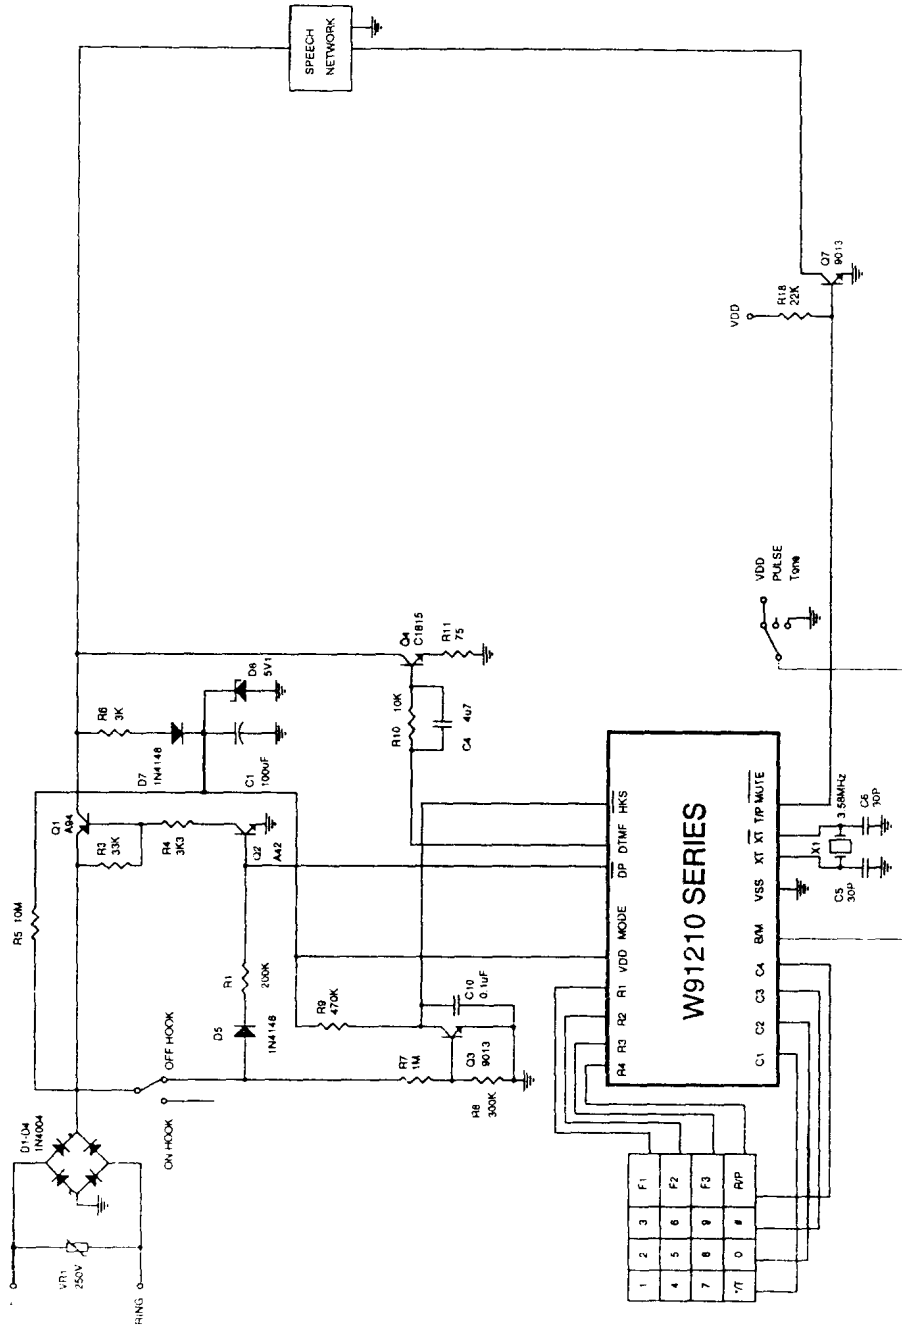 SPEECH
NETWORK
R5 10M
Q1
A94
R3
33K
R4
3K3
Q2
A42
R6
3K
D7
1N4148
C1
100uF
D6
5V1
Q4
C1815
R11
75
R10
10K
C4
4u7
D1-D4
1N4004
VR1
250V
RING
OFF HOOK
ON HOOK
D5
1N4148
R1
200K
R9
470K
R7
1M
C10
0.1uF
Q3
9013
R8
300K
VDD
R18
22K
Q7
9013
VDD
PULSE
Tone
R4 R3 R2 R1 VDD MODE DP DTMF HKS
W91210 SERIES
C1 C2 C3 C4 B/M VSS XT XT T/P MUTE
X1
3.58MHz
C5
30P
C6
30P
1 2 3 F1
4 5 6 F2
7 8 9 F3
*/T 0 # R/P